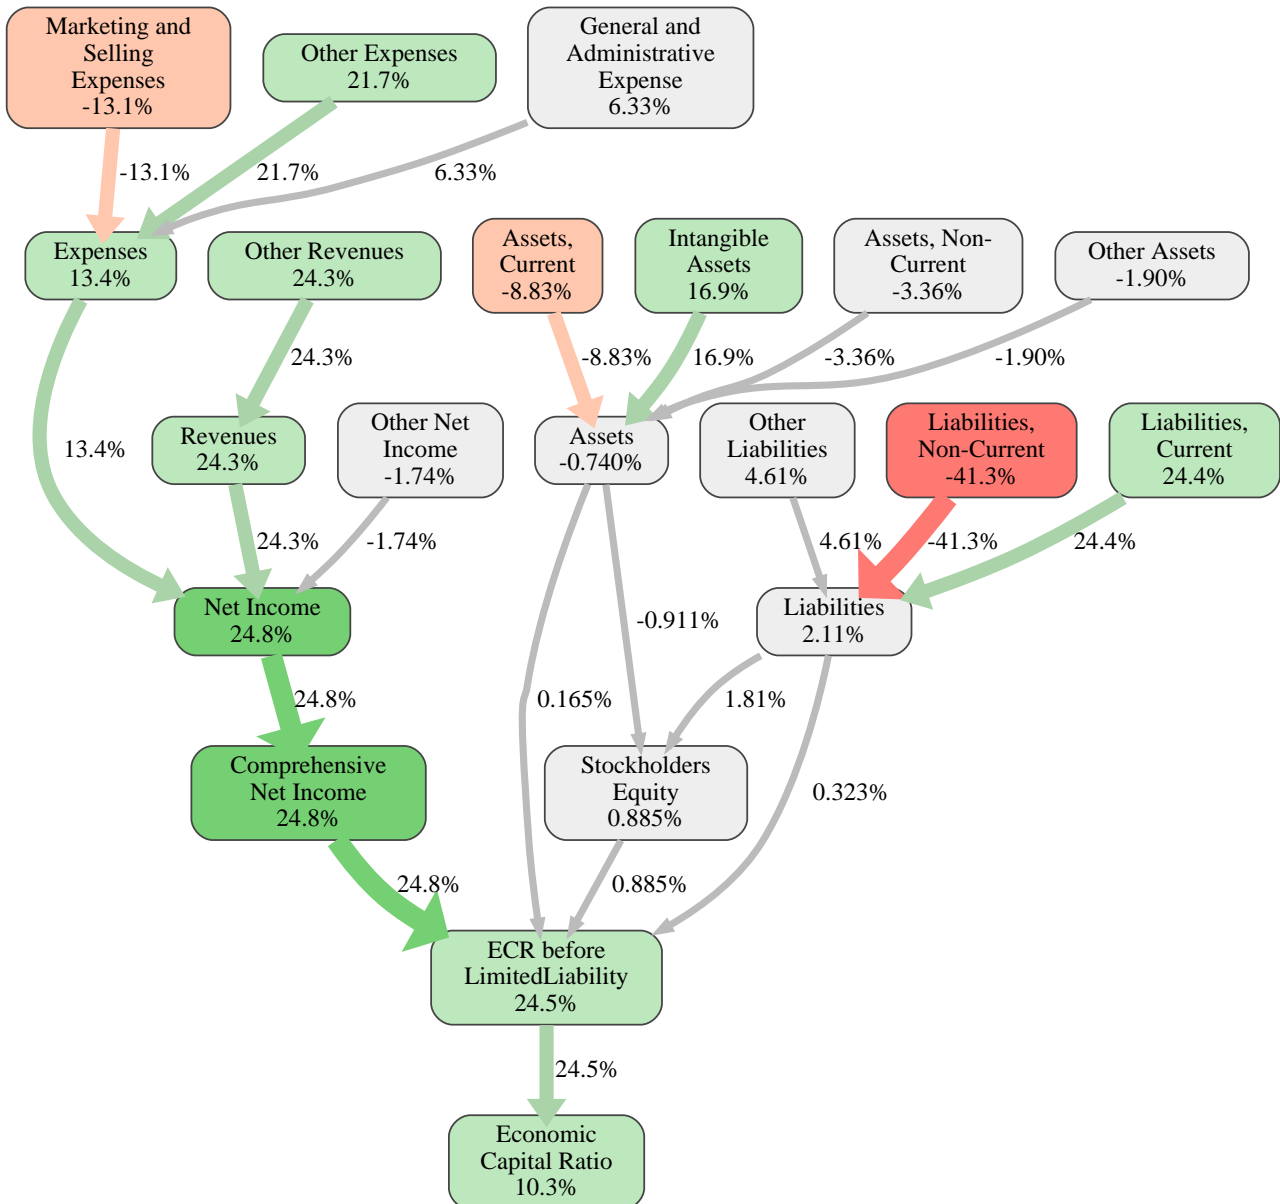 Marketing and
Selling
Expenses
-13.1%
Other Expenses
21.7%
General and
Administrative
Expense
6.33%
-13.1%
21.7%
6.33%
Expenses
13.4%
Other Revenues
24.3%
Assets,
Current
-8.83%
Intangible
Assets
16.9%
Assets, Non-
Current
-3.36%
Other Assets
-1.90%
24.3%
-8.83%
16.9%
-3.36%
-1.90%
13.4%
Revenues
24.3%
Other Net
Income
-1.74%
Assets
-0.740%
Other
Liabilities
4.61%
Liabilities,
Non-Current
-41.3%
Liabilities,
Current
24.4%
24.3%
-1.74%
4.61%
-41.3%
24.4%
Net Income
24.8%
-0.911%
Liabilities
2.11%
24.8%
0.165%
1.81%
Comprehensive
Net Income
24.8%
Stockholders
Equity
0.885%
0.323%
24.8%
0.885%
ECR before
LimitedLiability
24.5%
24.5%
Economic
Capital Ratio
10.3%